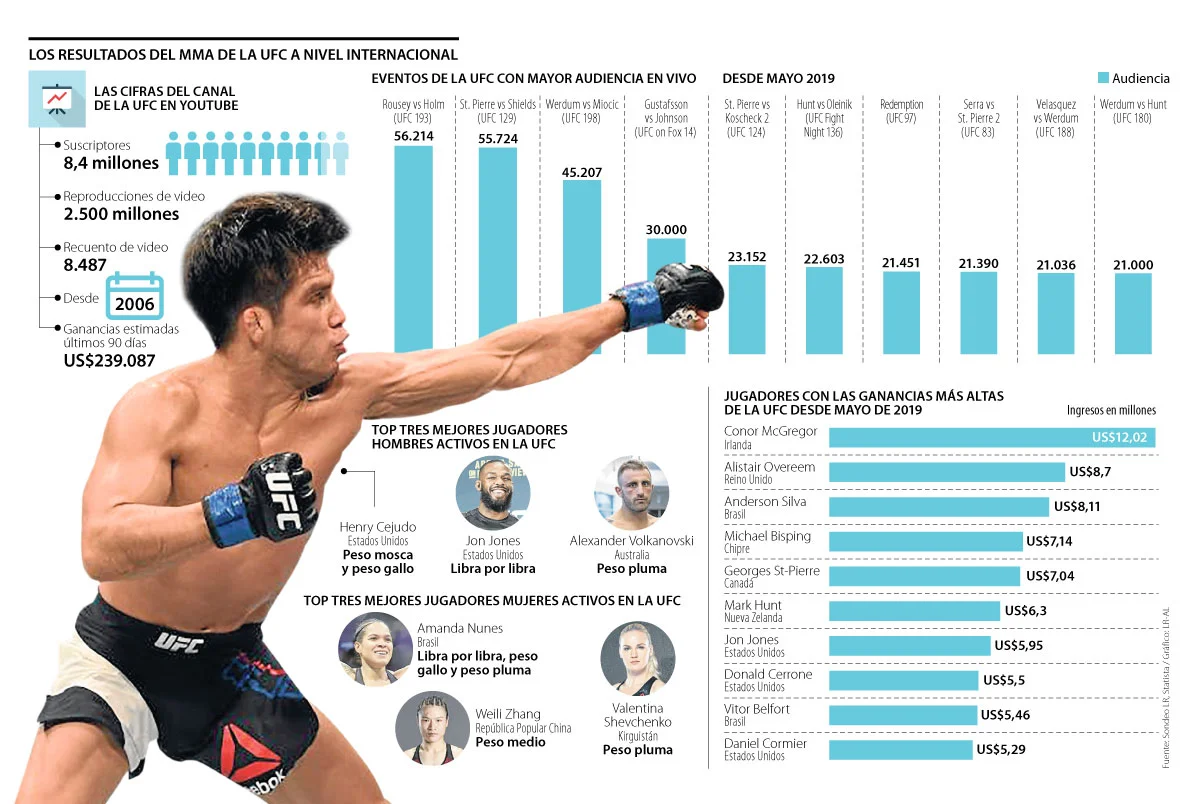 LOS RESULTADOS DEL MMA DE LA UFC A NIVEL INTERNACIONAL
LAS CIFRAS DEL CANAL
DE LA UFC EN YOUTUBE
Suscriptores
8,4 millones
Reproducciones de video
2.500 millones
Recuento de video
8.487
Desde
2006
Ganancias estimadas
últimos 90 días
US$239.087
EVENTOS DE LA UFC CON MAYOR AUDIENCIA EN VIVO
DESDE MAYO 2019
Audiencia
Rousey vs Holm
(UFC 193)
56.214
St. Pierre vs Shields
(UFC 129)
55.724
Werdum vs Miocic
(UFC 198)
45.207
Gustafsson
vs Johnson
(UFC on Fox 14)
30.000
St. Pierre vs
Koscheck 2
(UFC 124)
23.152
Hunt vs Oleinik
(UFC Fight
Night 136)
22.603
Redemption
(UFC 97)
21.451
Serra vs
St. Pierre 2
(UFC 83)
21.390
Velasquez
vs Werdum
(UFC 188)
21.036
Werdum vs Hunt
(UFC 180)
21.000
TOP TRES MEJORES JUGADORES
HOMBRES ACTIVOS EN LA UFC
Henry Cejudo
Estados Unidos
Peso mosca
y peso gallo
Jon Jones
Estados Unidos
Libra por libra
Alexander Volkanovski
Australia
Peso pluma
TOP TRES MEJORES JUGADORES MUJERES ACTIVOS EN LA UFC
Amanda Nunes
Brasil
Libra por libra, peso
gallo y peso pluma
Weili Zhang
República Popular China
Peso medio
Valentina
Shevchenko
Kirguistán
Peso pluma
JUGADORES CON LAS GANANCIAS MÁS ALTAS
DE LA UFC DESDE MAYO DE 2019
Ingresos en millones
Conor McGregor
Irlanda
US$12,02
Alistair Overeem
Reino Unido
US$8,7
Anderson Silva
Brasil
US$8,11
Michael Bisping
Chipre
US$7,14
Georges St-Pierre
Canadá
US$7,04
Mark Hunt
Nueva Zelanda
US$6,3
Jon Jones
Estados Unidos
US$5,95
Donald Cerrone
Estados Unidos
US$5,5
Vitor Belfort
Brasil
US$5,46
Daniel Cormier
Estados Unidos
US$5,29
Fuente: Sondeo LR, Statista / Gráfico: LR-AL
UFC
UFC
ebok